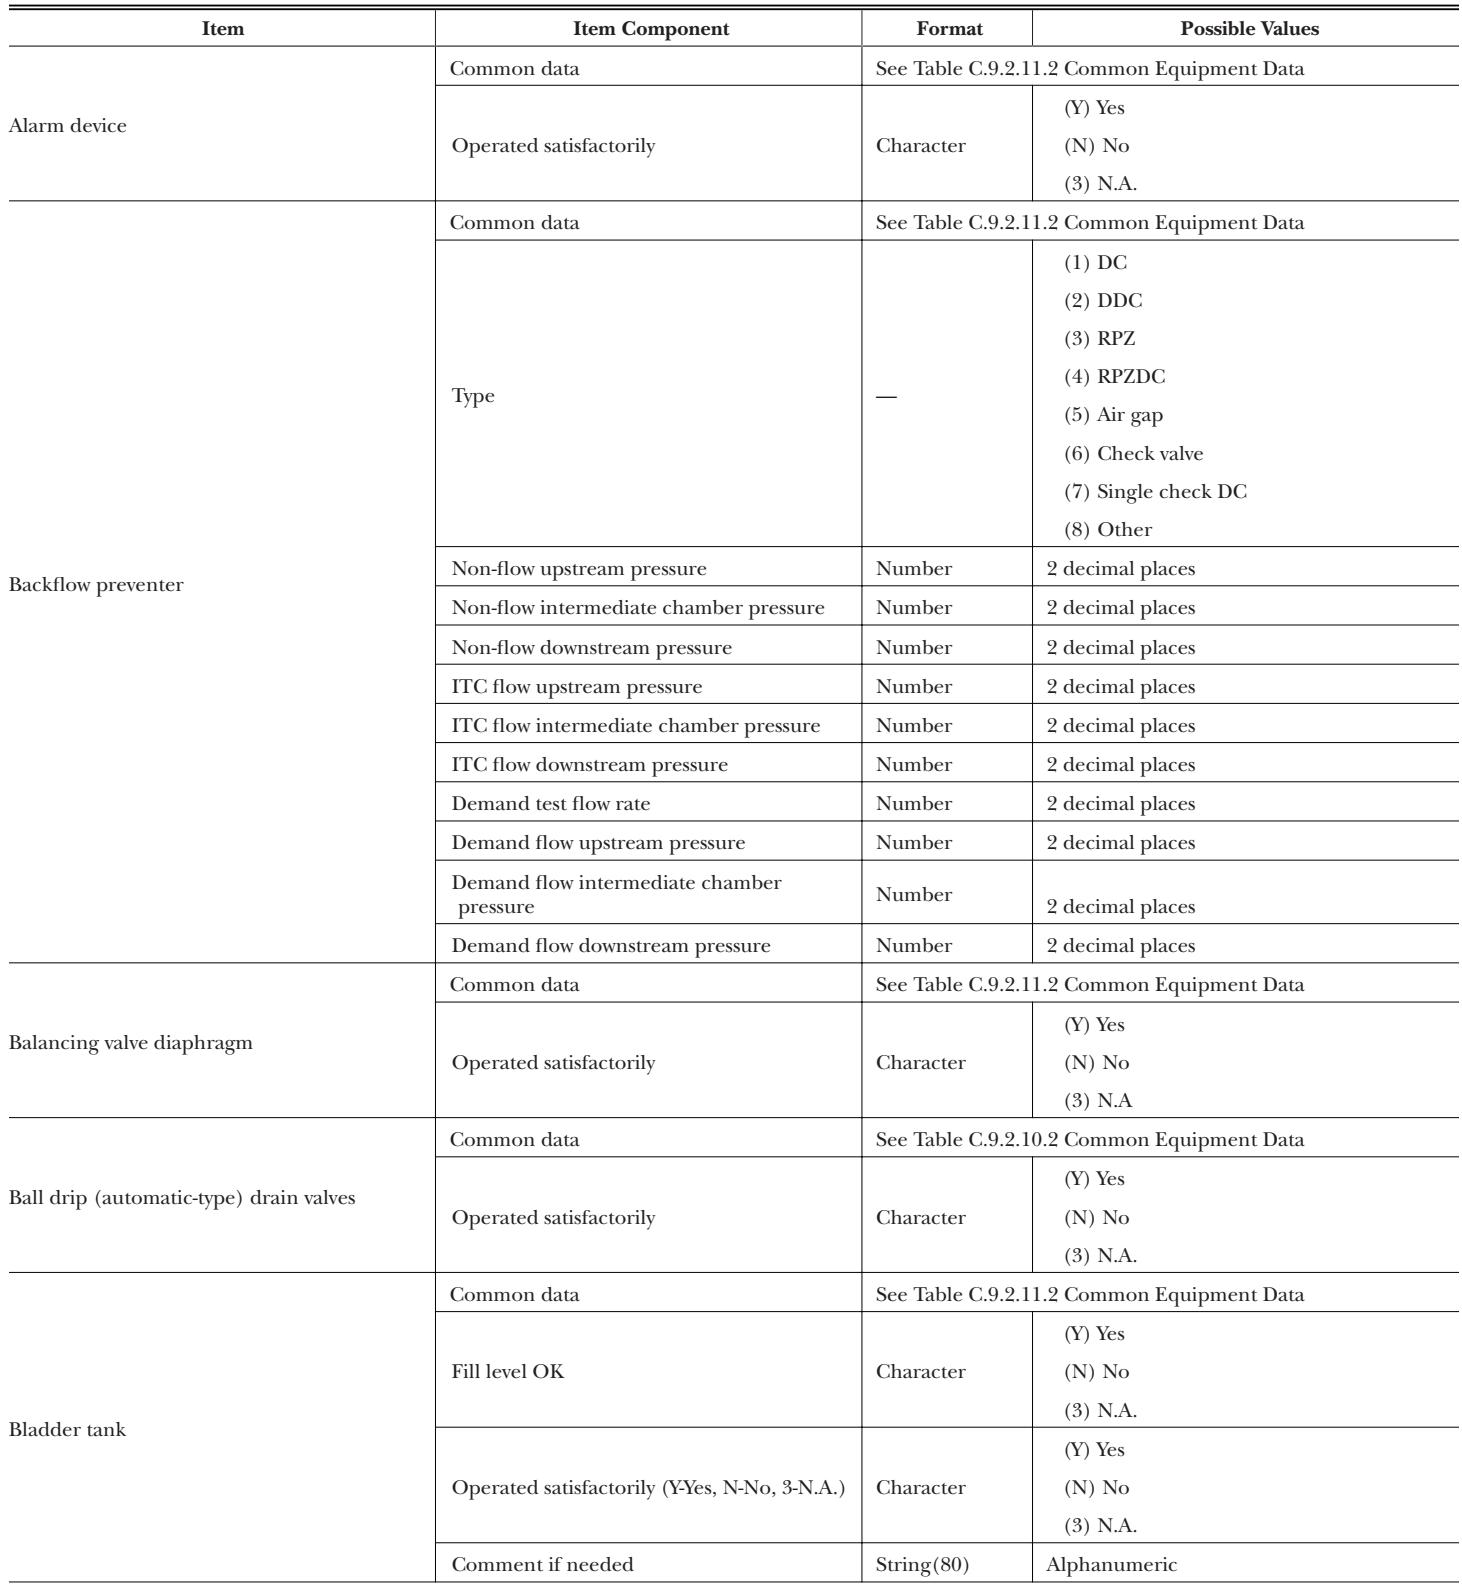 Item Item Component Format Possible Values
Alarm device
Common data See Table C.9.2.11.2 Common Equipment Data
Operated satisfactorily Character
(Y) Yes
(N) No
(3) N.A.
Backflow preventer
Common data See Table C.9.2.11.2 Common Equipment Data
Type —
(1) DC
(2) DDC
(3) RPZ
(4) RPZDC
(5) Air gap
(6) Check valve
(7) Single check DC
(8) Other
Non-flow upstream pressure Number 2 decimal places
Non-flow intermediate chamber pressure Number 2 decimal places
Non-flow downstream pressure Number 2 decimal places
ITC flow upstream pressure Number 2 decimal places
ITC flow intermediate chamber pressure Number 2 decimal places
ITC flow downstream pressure Number 2 decimal places
Demand test flow rate Number 2 decimal places
Demand flow upstream pressure Number 2 decimal places
Demand flow intermediate chamber
pressure Number 2 decimal places
Demand flow downstream pressure Number 2 decimal places
Balancing valve diaphragm
Common data See Table C.9.2.11.2 Common Equipment Data
Operated satisfactorily Character
(Y) Yes
(N) No
(3) N.A
Ball drip (automatic-type) drain valves
Common data See Table C.9.2.10.2 Common Equipment Data
Operated satisfactorily Character
(Y) Yes
(N) No
(3) N.A.
Bladder tank
Common data See Table C.9.2.11.2 Common Equipment Data
Fill level OK Character
(Y) Yes
(N) No
(3) N.A.
Operated satisfactorily (Y-Yes, N-No, 3-N.A.) Character
(Y) Yes
(N) No
(3) N.A.
Comment if needed String(80) Alphanumeric